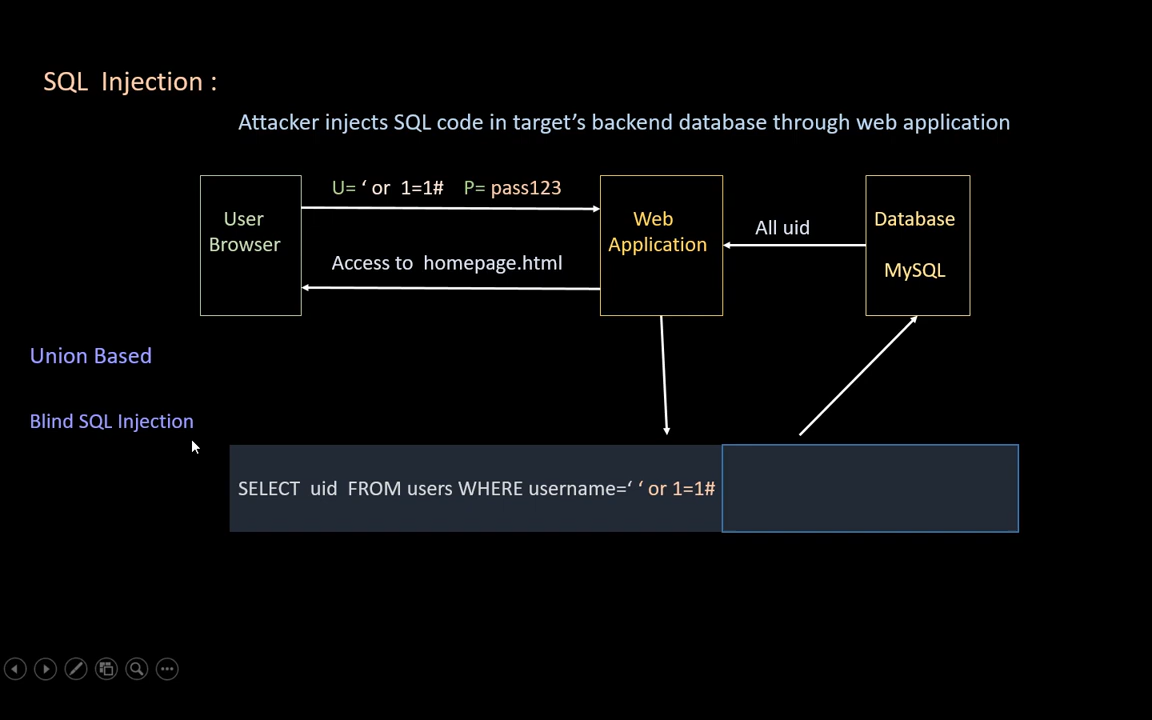 SQL  Injection :
Attacker injects SQL code in target’s backend database through web application
U= ‘ or  1=1#    P= pass123
User
Browser
Web
Application
All uid
Database
MySQL
Access to  homepage.html
Union Based
Blind SQL Injection
SELECT  uid  FROM users WHERE username=‘ ‘ or 1=1#